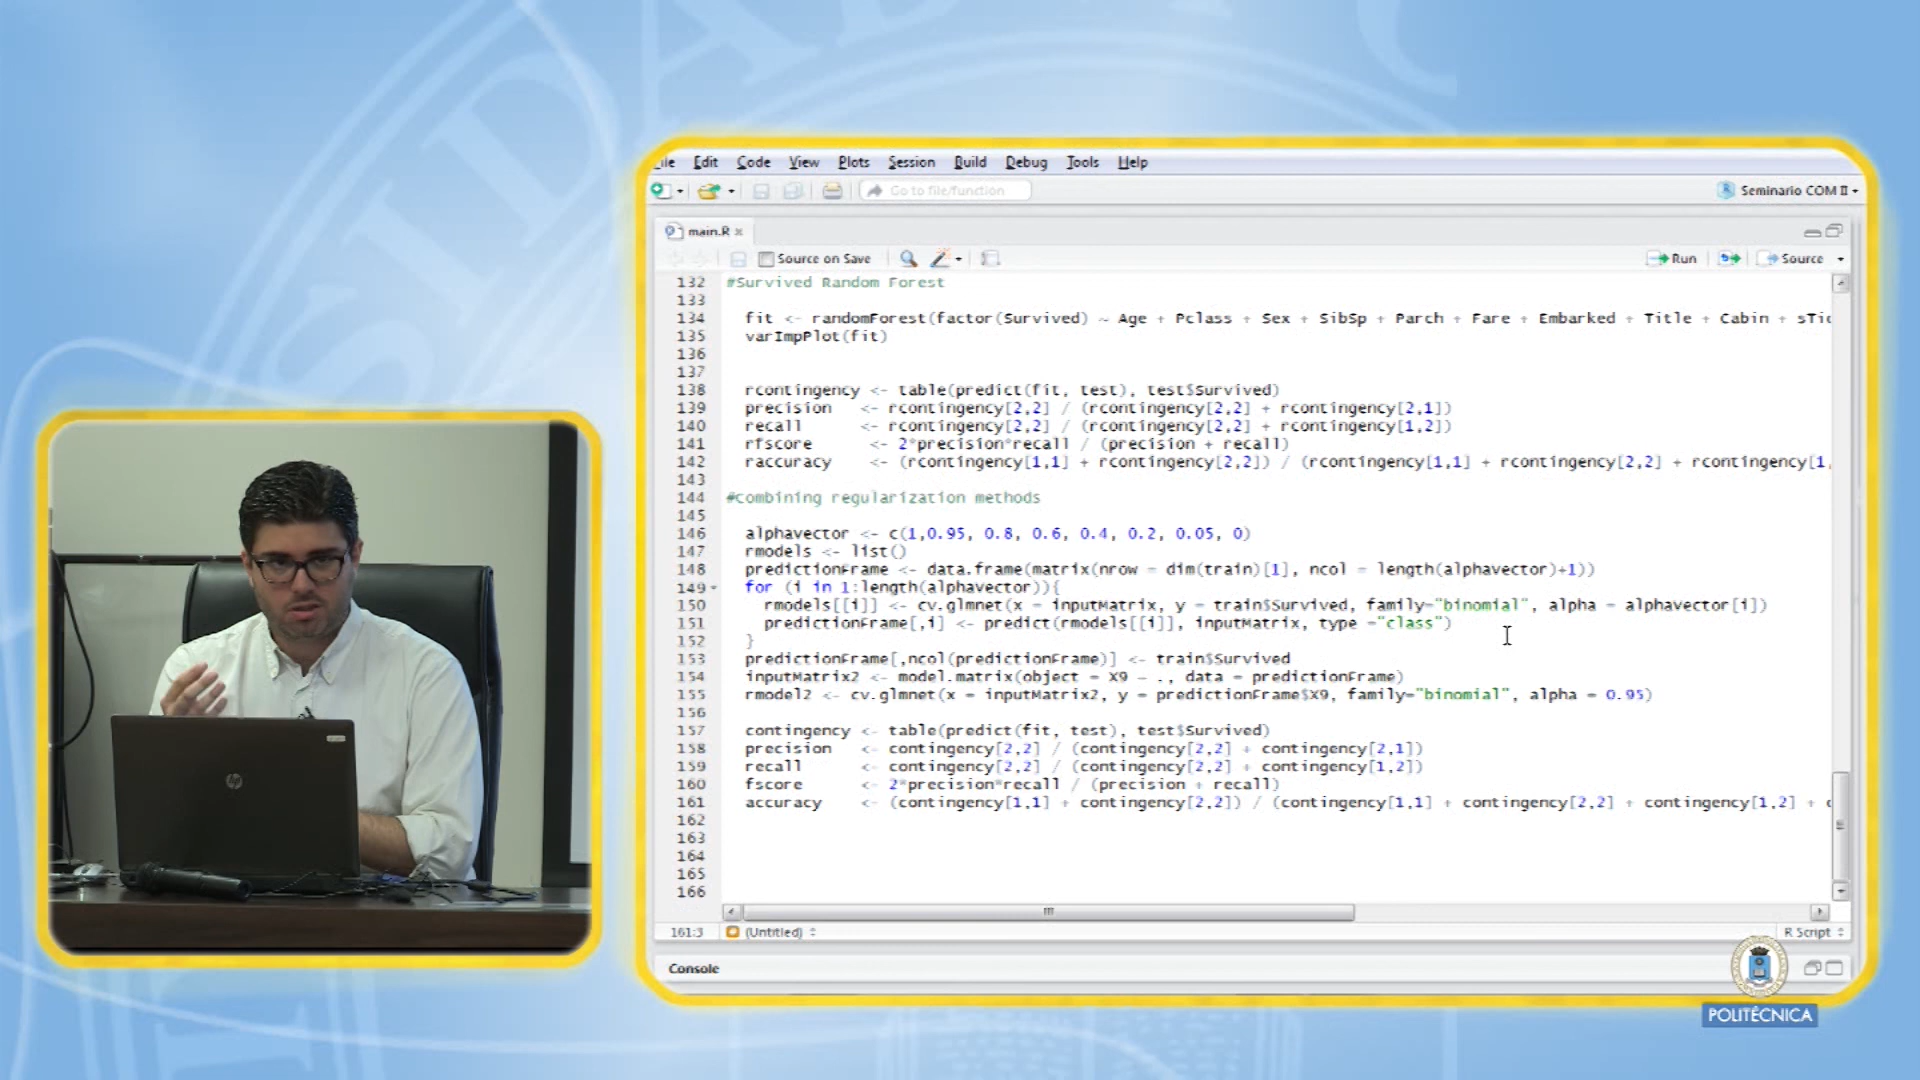 Edit Code View Plots Session Build Debug Tools Help
Go to file/function
Seminario COM II
main.R
Source on Save
Run
Source
132 #Survived Random Forest
133
134 fit <- randomForest(factor(Survived) ~ Age + Pclass + Sex + SibSp + Parch + Fare + Embarked + Title + Cabin + sTic
135 varImpPlot(fit)
136
137
138 rcontingency <- table(predict(fit, test), test$Survived)
139 precision <- rcontingency[2,2] / (rcontingency[2,2] + rcontingency[2,1])
140 recall <- rcontingency[2,2] / (rcontingency[2,2] + rcontingency[1,2])
141 rfscore <- 2*precision*recall / (precision + recall)
142 raccuracy <- (rcontingency[1,1] + rcontingency[2,2]) / (rcontingency[1,1] + rcontingency[2,2] + rcontingency[1,
143
144 #combining regularization methods
145
146 alphavector <- c(1,0.95, 0.8, 0.6, 0.4, 0.2, 0.05, 0)
147 rmodels <- list()
148 predictionFrame <- data.frame(matrix(nrow = dim(train)[1], ncol = length(alphavector)+1))
149 for (i in 1:length(alphavector)){
150 rmodels[[i]] <- cv.glmnet(x = inputMatrix, y = train$Survived, family="binomial", alpha = alphavector[i])
151 predictionFrame[,i] <- predict(rmodels[[i]], inputMatrix, type ="class")
152 }
153 predictionFrame[,ncol(predictionFrame)] <- train$Survived
154 inputMatrix2 <- model.matrix(object = X9 ~ ., data = predictionFrame)
155 rmodel2 <- cv.glmnet(x = inputMatrix2, y = predictionFrame$X9, family="binomial", alpha = 0.95)
156
157 contingency <- table(predict(fit, test), test$Survived)
158 precision <- contingency[2,2] / (contingency[2,2] + contingency[2,1])
159 recall <- contingency[2,2] / (contingency[2,2] + contingency[1,2])
160 fscore <- 2*precision*recall / (precision + recall)
161 accuracy <- (contingency[1,1] + contingency[2,2]) / (contingency[1,1] + contingency[2,2] + contingency[1,2] + c
162
163
164
165
166
161:3 (Untitled) R Script
Console
POLITÉCNICA
hp